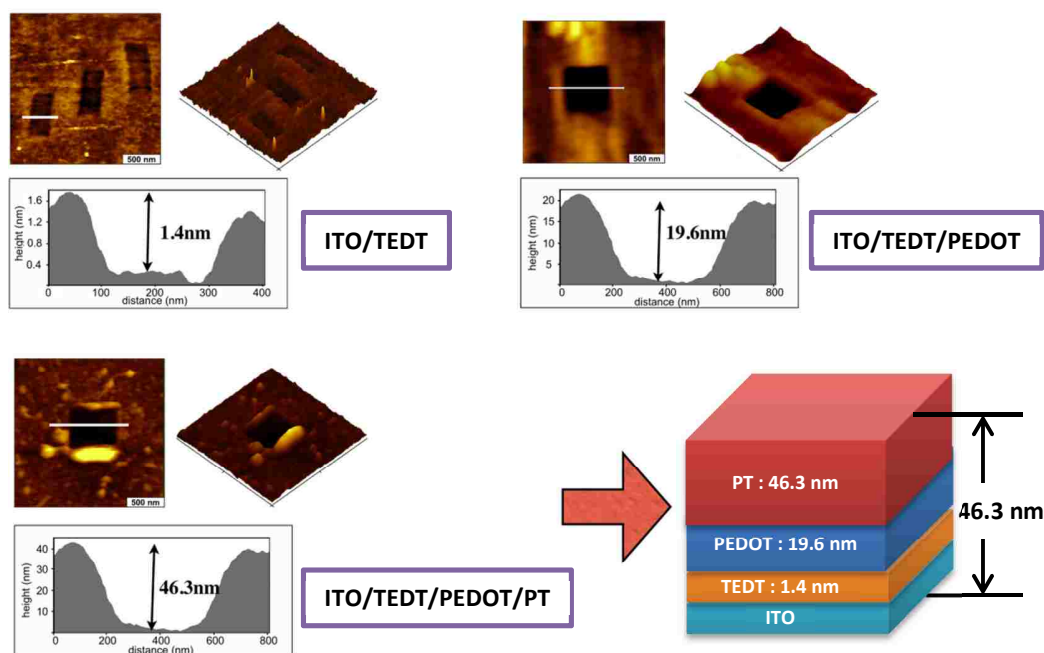 500 nm
500 nm
1.6
1.2
0.8
0.4
height (nm)
1.4nm
0
100
200
300
400
distance (nm)
ITO/TEDT
20
15
10
5
height (nm)
19.6nm
0
200
400
600
800
distance (nm)
ITO/TEDT/PEDOT
500 nm
40
30
20
10
height (nm)
46.3nm
0
200
400
600
800
distance (nm)
ITO/TEDT/PEDOT/PT
PT : 46.3 nm
PEDOT : 19.6 nm
TEDT : 1.4 nm
ITO
46.3 nm